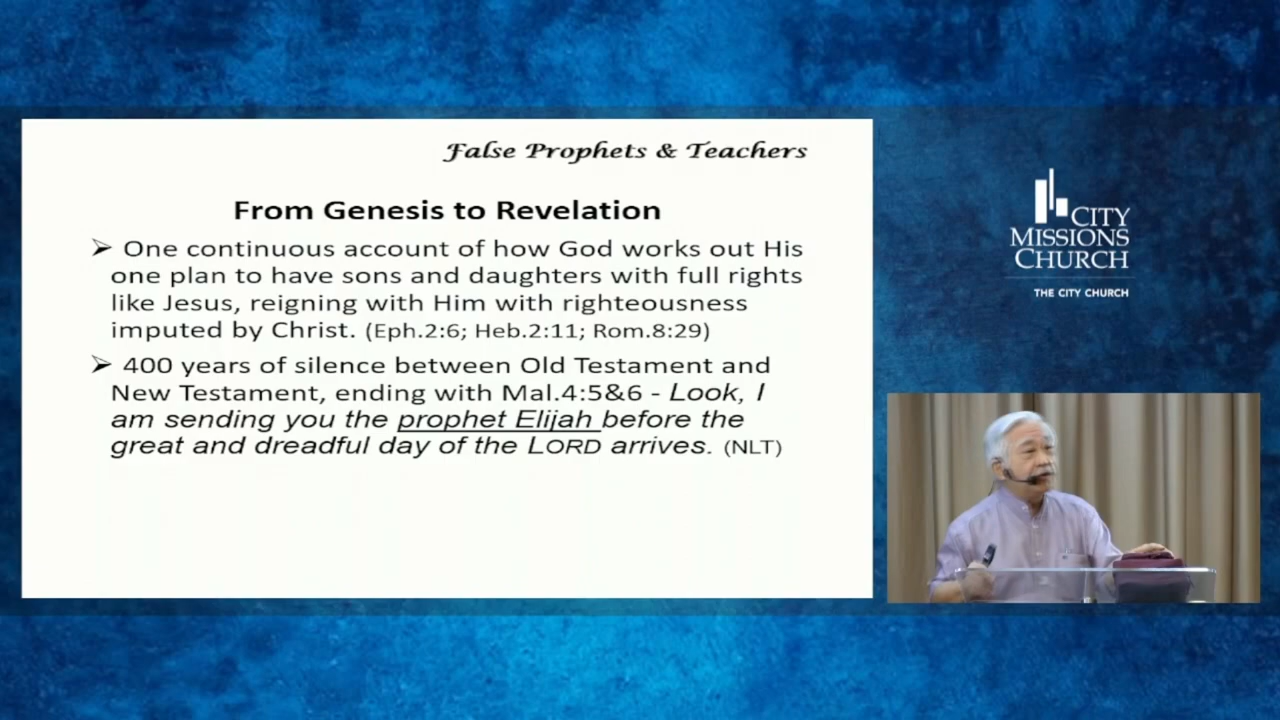 False Prophets & Teachers
From Genesis to Revelation
➢ One continuous account of how God works out His
one plan to have sons and daughters with full rights
like Jesus, reigning with Him with righteousness
imputed by Christ. (Eph.2:6; Heb.2:11; Rom.8:29)
➢ 400 years of silence between Old Testament and
New Testament, ending with Mal.4:5&6 - Look, I
am sending you the prophet Elijah before the
great and dreadful day of the LORD arrives. (NLT)
CITY
MISSIONS
CHURCH
THE CITY CHURCH